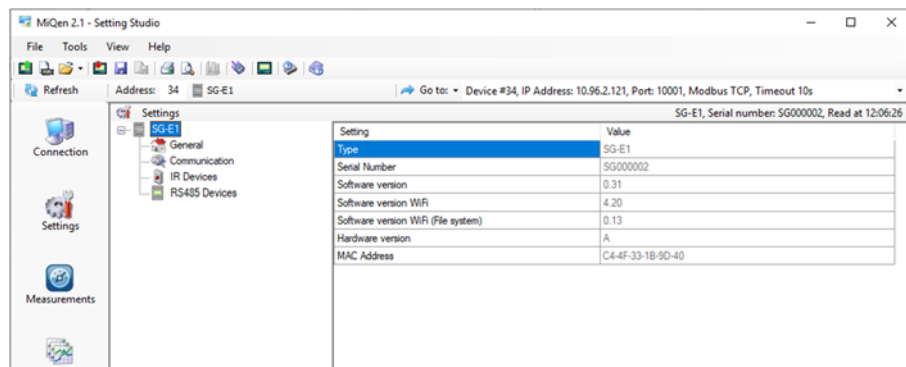 MiQen 2.1 - Setting Studio
File Tools View Help
Refresh Address: 34 SG-E1 Go to: Device #34, IP Address: 10.96.2.121, Port: 10001, Modbus TCP, Timeout 10s
Settings SG-E1, Serial number: SG000002, Read at 12:06:26
Connection
Settings
Measurements
SG-E1
General
Communication
IR Devices
RS485 Devices
Setting Value
Type SG-E1
Serial Number SG000002
Software version 0.31
Software version WiFi 4.20
Software version WiFi (File system) 0.13
Hardware version A
MAC Address C4-4F-33-1B-9D-40